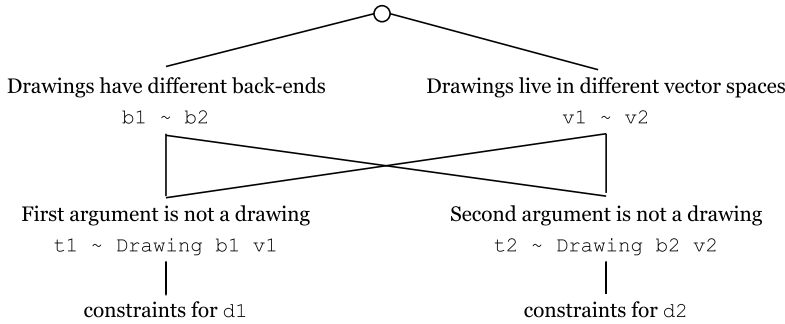 Drawings have different back-ends
b1 ~ b2
Drawings live in different vector spaces
v1 ~ v2
First argument is not a drawing
t1 ~ Drawing b1 v1
Second argument is not a drawing
t2 ~ Drawing b2 v2
constraints for d1
constraints for d2